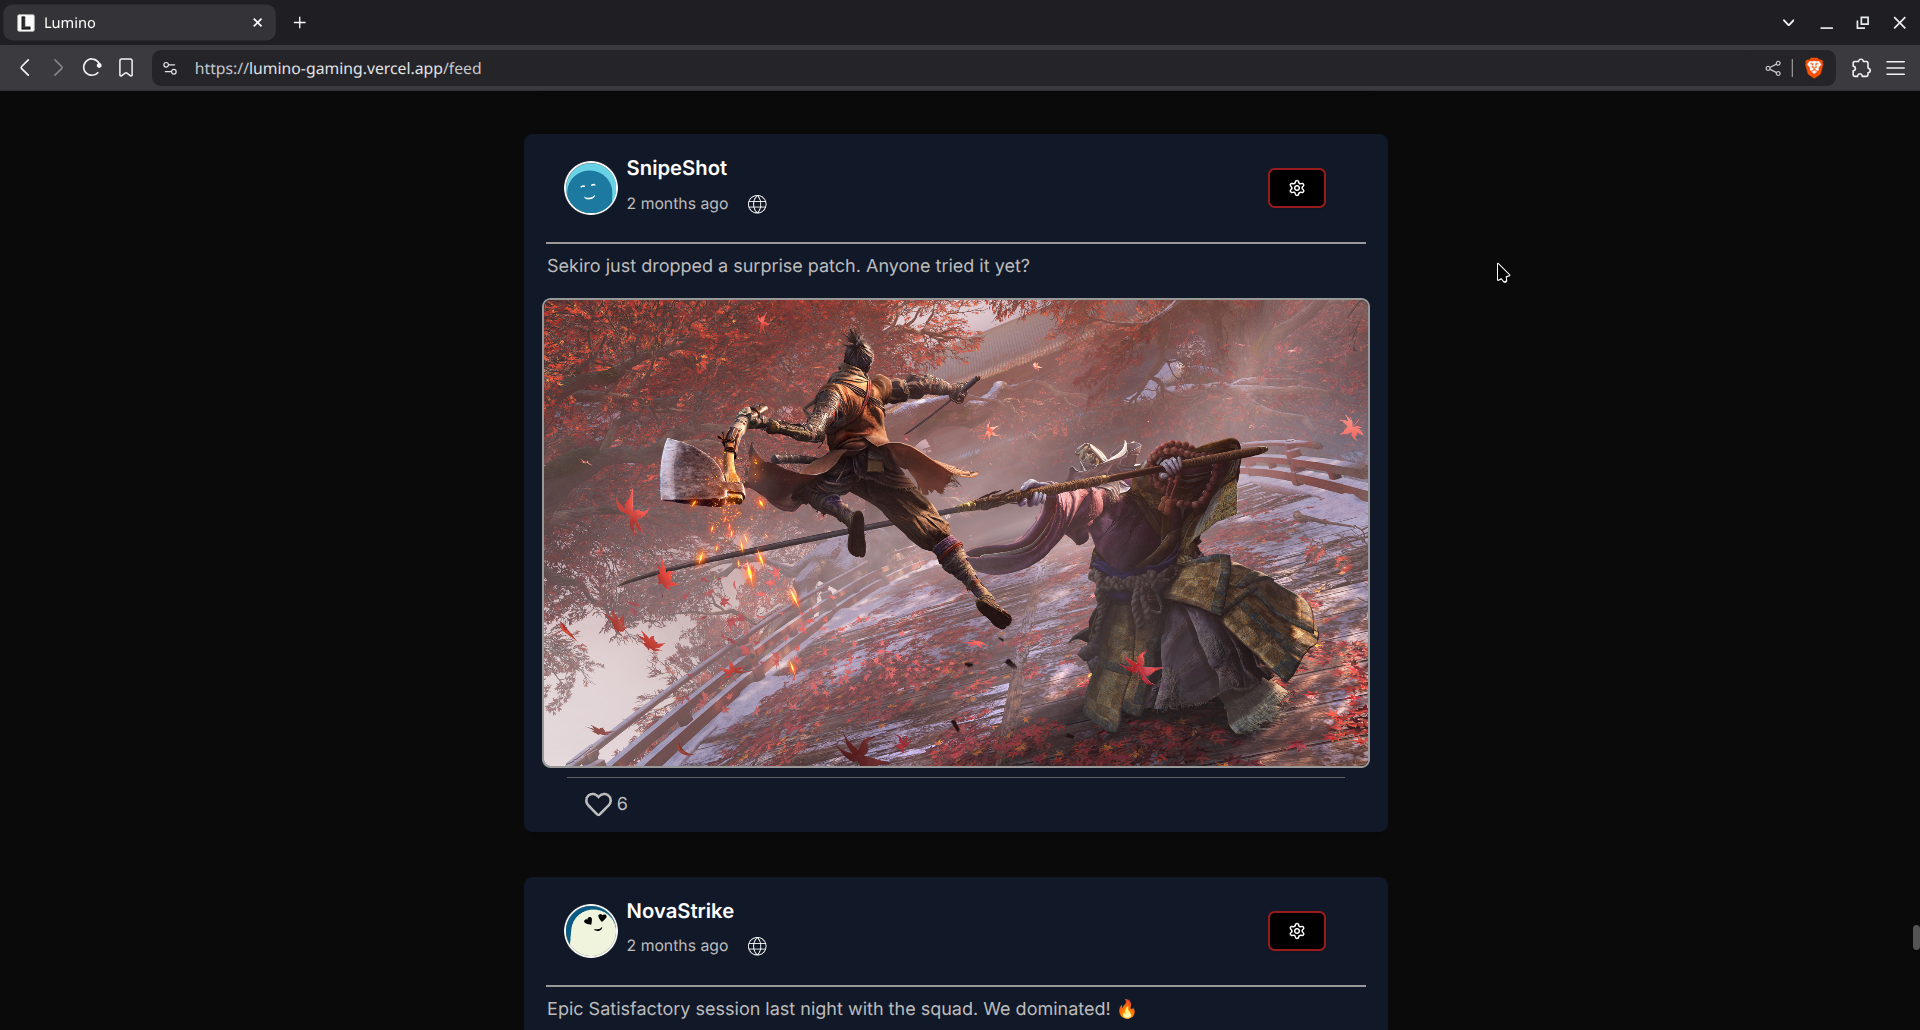 Lumino
https://lumino-gaming.vercel.app/feed
SnipeShot
2 months ago
Sekiro just dropped a surprise patch. Anyone tried it yet?
6
NovaStrike
2 months ago
Epic Satisfactory session last night with the squad. We dominated! 🔥